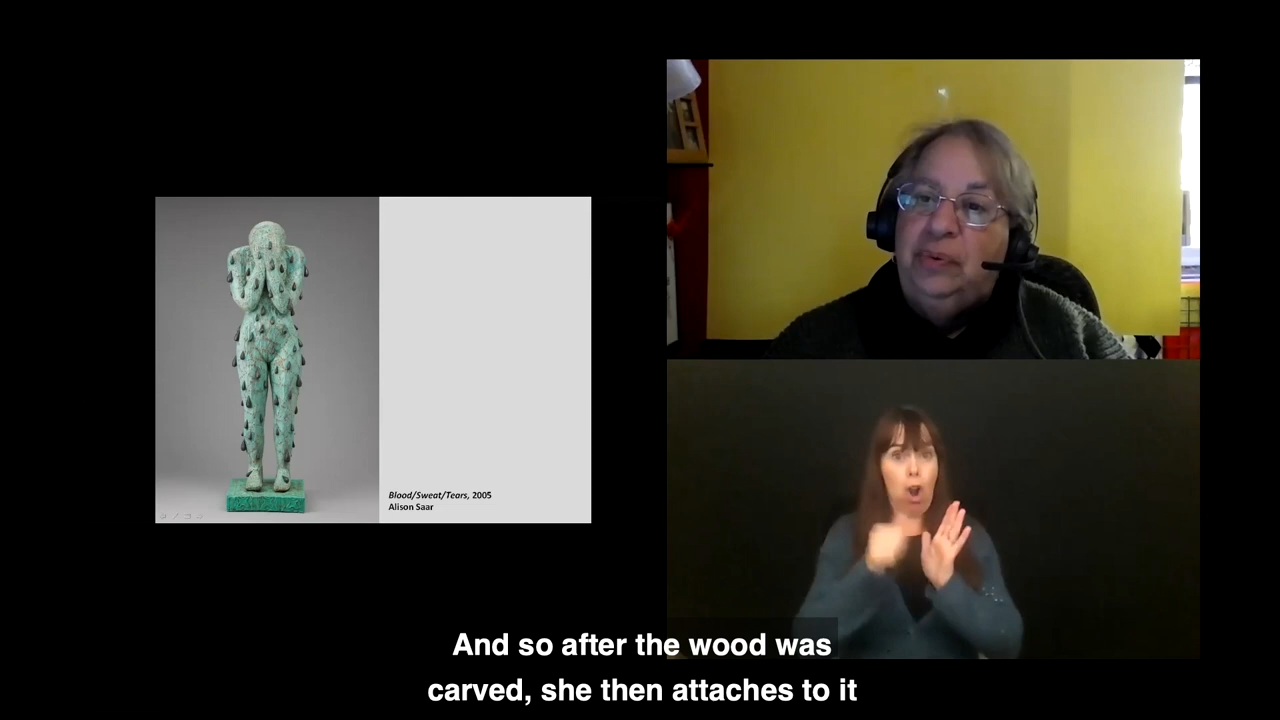 Blood/Sweat/Tears, 2005
Alison Saar
And so after the wood was
carved, she then attaches to it